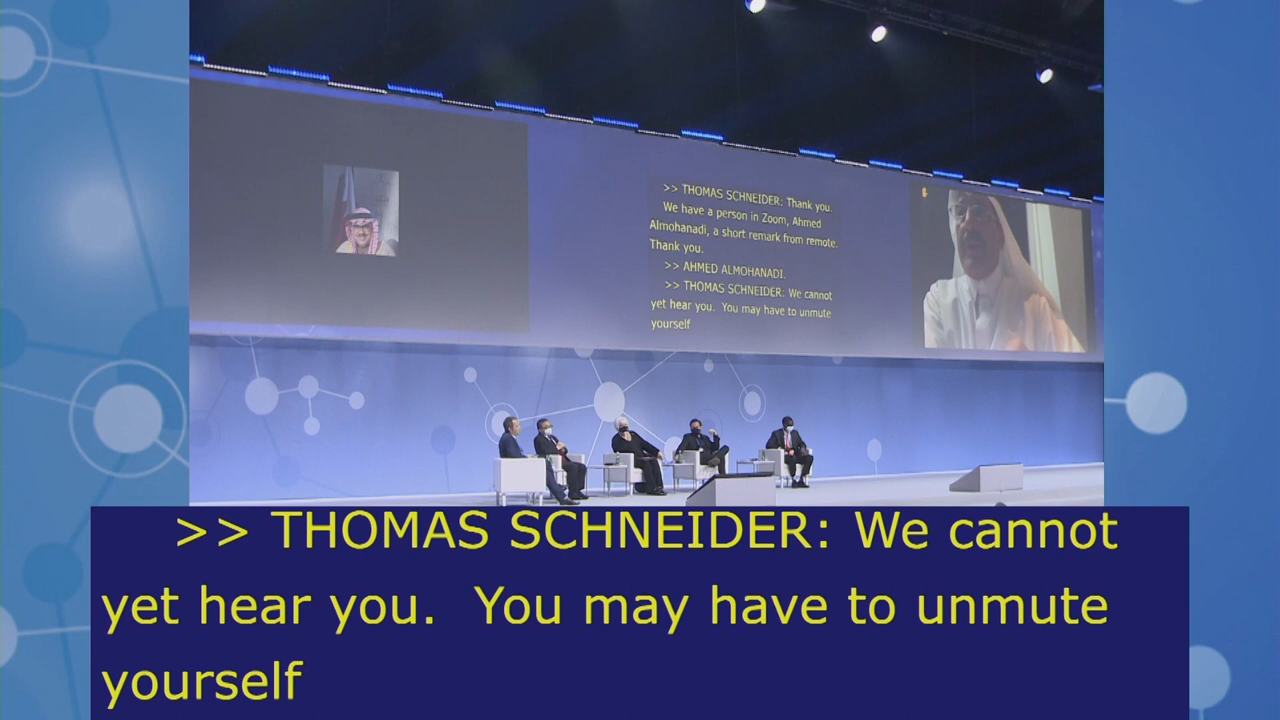 >> THOMAS SCHNEIDER: Thank you.
We have a person in Zoom, Ahmed
Almohanadi, a short remark from remote.
Thank you.
>> AHMED ALMOHANADI.
>> THOMAS SCHNEIDER: We cannot
yet hear you. You may have to unmute
yourself
>> THOMAS SCHNEIDER: We cannot
yet hear you. You may have to unmute
yourself